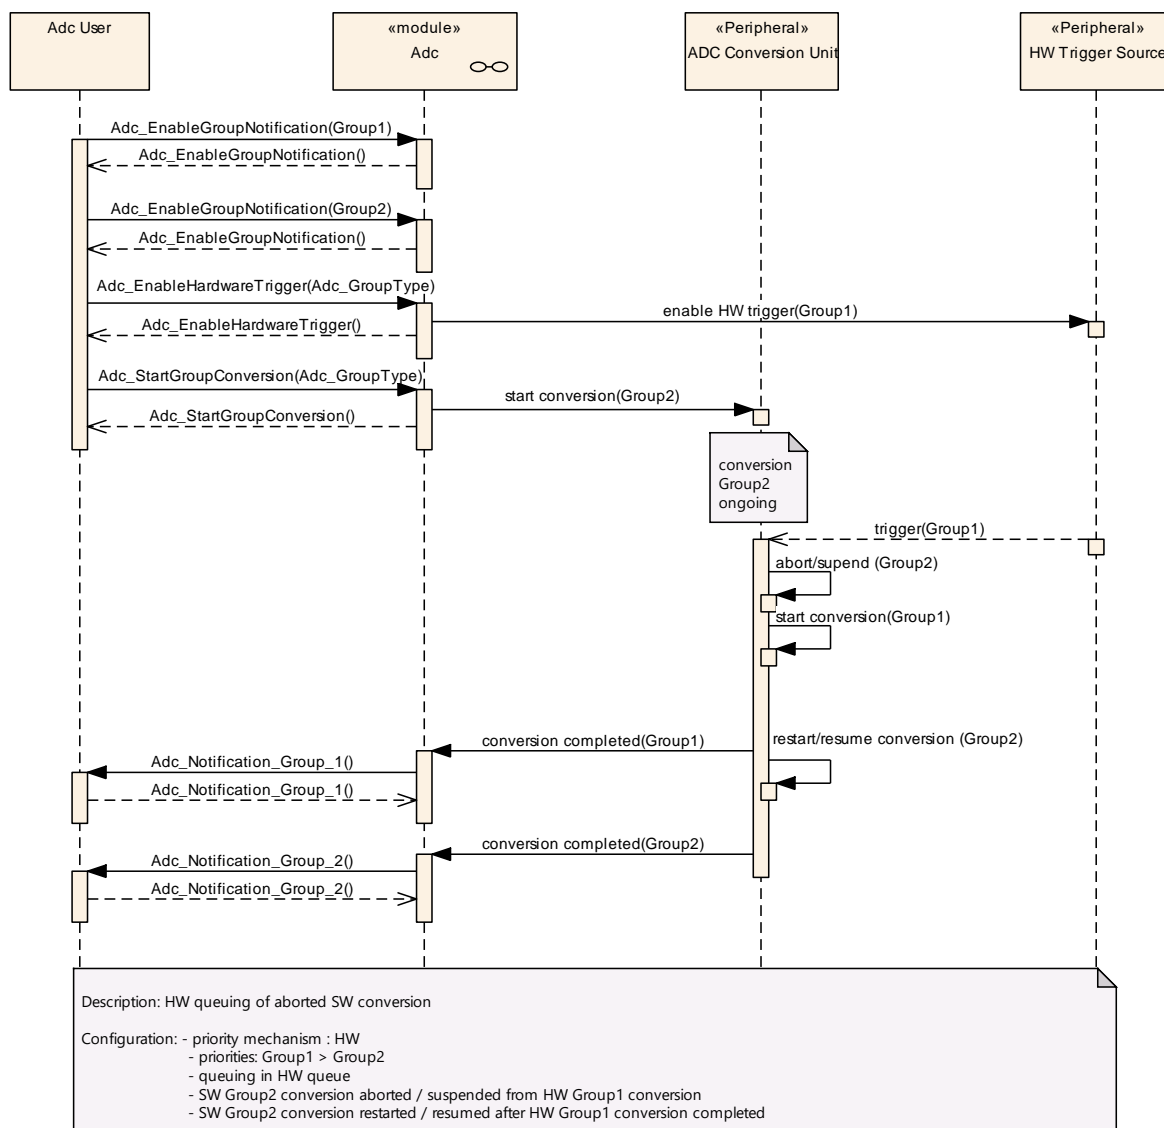 Adc User
«module»
Adc
«Peripheral»
ADC Conversion Unit
«Peripheral»
HW Trigger Source
Adc_EnableGroupNotification(Group1)
Adc_EnableGroupNotification()
Adc_EnableGroupNotification(Group2)
Adc_EnableGroupNotification()
Adc_EnableHardwareTrigger(Adc_GroupType)
enable HW trigger(Group1)
Adc_EnableHardwareTrigger()
Adc_StartGroupConversion(Adc_GroupType)
start conversion(Group2)
Adc_StartGroupConversion()
conversion
Group2
ongoing
trigger(Group1)
abort/supend (Group2)
start conversion(Group1)
conversion completed(Group1)
restart/resume conversion (Group2)
Adc_Notification_Group_1()
Adc_Notification_Group_1()
conversion completed(Group2)
Adc_Notification_Group_2()
Adc_Notification_Group_2()
Description: HW queuing of aborted SW conversion
Configuration: - priority mechanism : HW
- priorities: Group1 > Group2
- queuing in HW queue
- SW Group2 conversion aborted / suspended from HW Group1 conversion
- SW Group2 conversion restarted / resumed after HW Group1 conversion completed